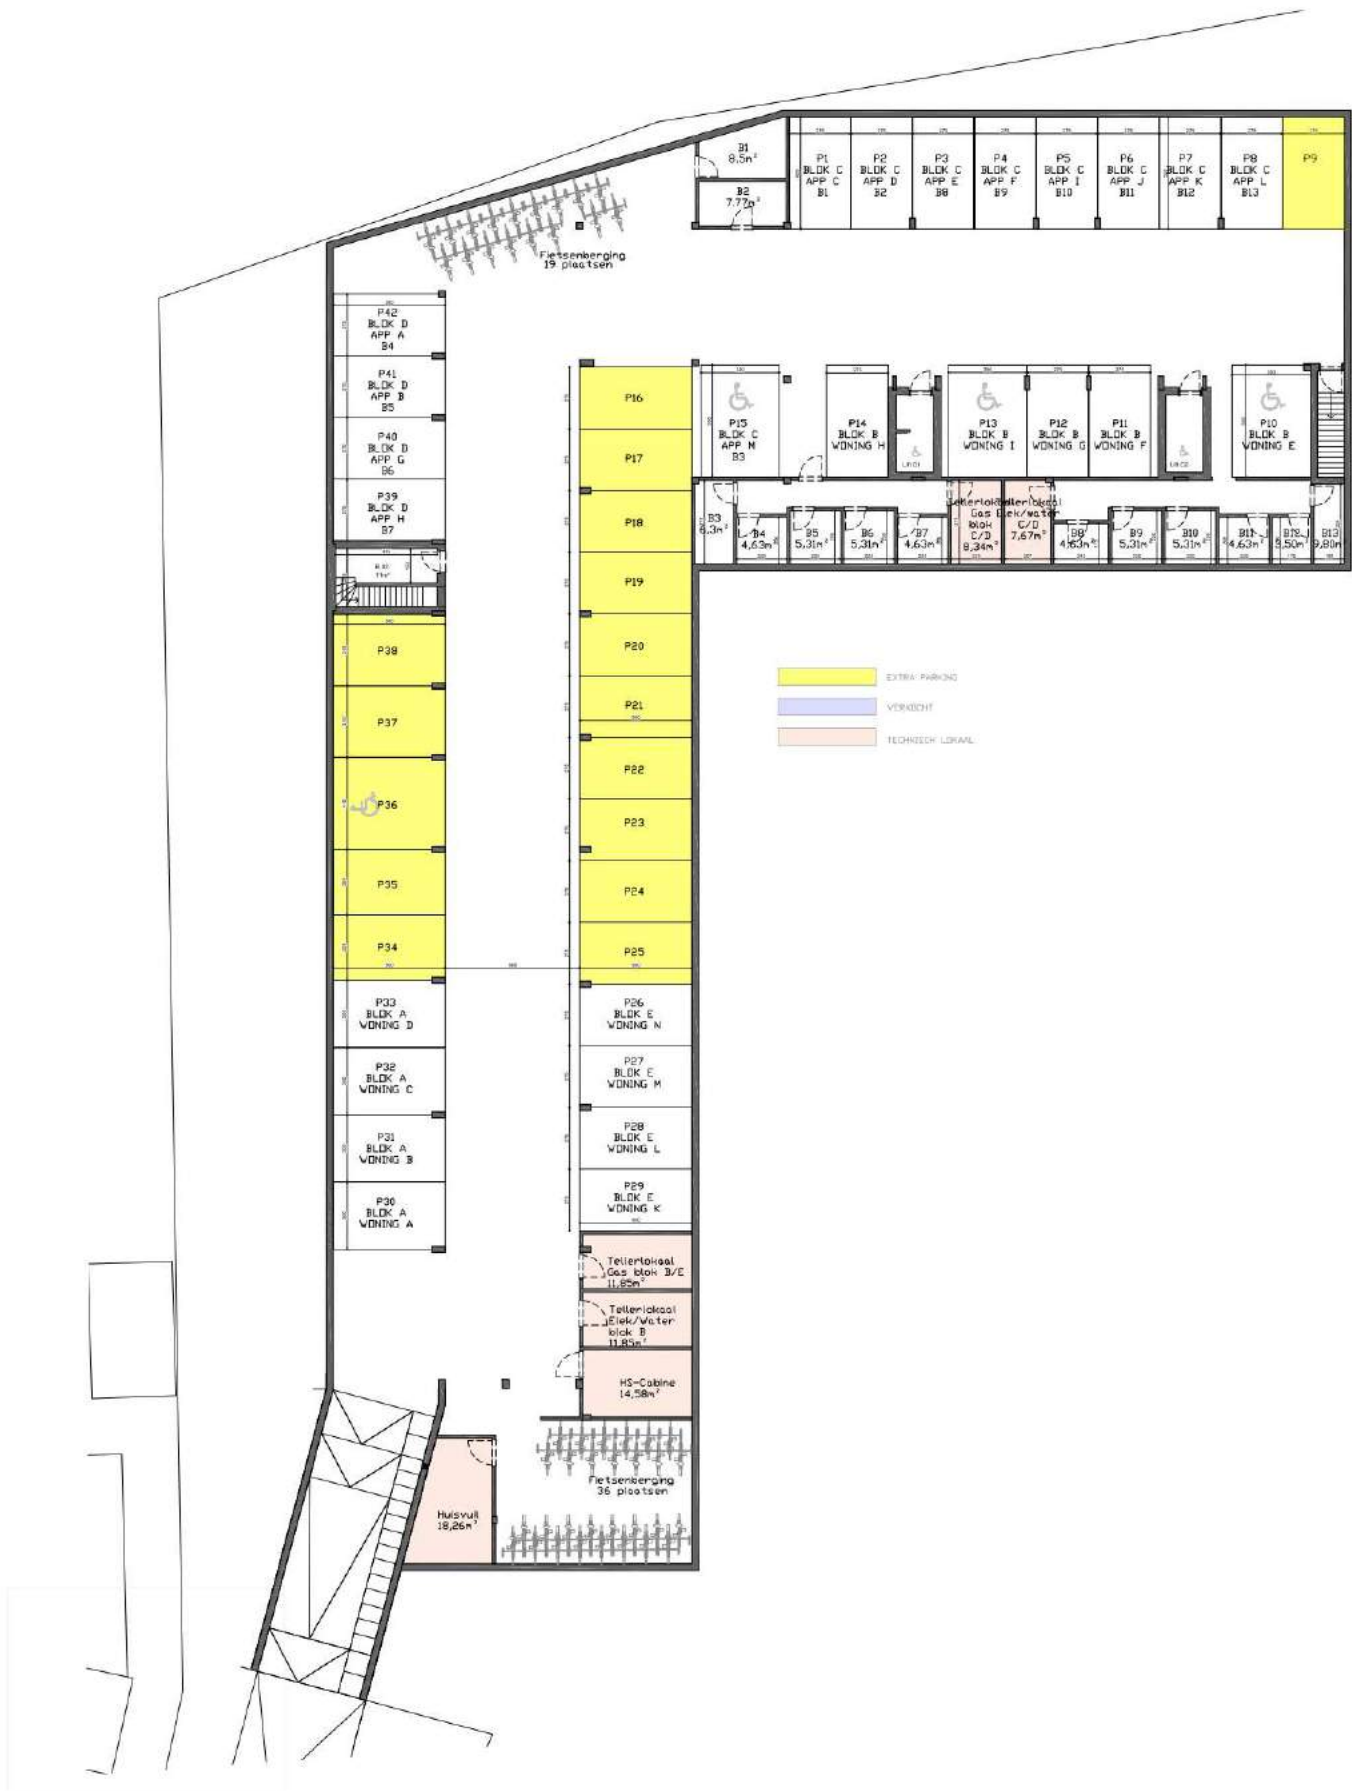 B1
8.5m²
B2
7.77m²
P1
BLOK C
APP C
B1
P2
BLOK C
APP D
B2
P3
BLOK C
APP E
B8
P4
BLOK C
APP F
B9
P5
BLOK C
APP I
B10
P6
BLOK C
APP J
B11
P7
BLOK C
APP K
B12
P8
BLOK C
APP L
B13
P9
Fietsenberging
19 plaatsen
P42
BLOK D
APP A
B4
P41
BLOK D
APP B
B5
P40
BLOK D
APP G
B6
P39
BLOK D
APP H
B7
P16
P17
P18
P19
P20
P21
P22
P23
P24
P25
P15
BLOK C
APP M
B3
P14
BLOK B
WONING H
P13
BLOK B
WONING I
P12
BLOK B
WONING G
P11
BLOK B
WONING F
P10
BLOK B
WONING E
B3
B4
4,63m²
B5
5,31m²
B6
5,31m²
B7
4,63m²
Tellerlokaal
Gas
blok
C/D
8,34m²
Tellerlokaal
Elek/water
C/D
7,67m²
B8
4,63m²
B9
5,31m²
B10
5,31m²
B11
4,63m²
B12
3,50m²
B13
9,80m²
EXTRA PARKING
VERKOCHT
TECHNISCH LOKAAL
P38
P37
P36
P35
P34
P33
BLOK A
WONING D
P32
BLOK A
WONING C
P31
BLOK A
WONING B
P30
BLOK A
WONING A
P26
BLOK E
WONING N
P27
BLOK E
WONING M
P28
BLOK E
WONING L
P29
BLOK E
WONING K
Tellerlokaal
Gas blok B/E
11,85m²
Tellerlokaal
Elek/Water
blok B
11,85m²
HS-Cabine
14,58m²
Fietsenberging
36 plaatsen
Huisvuil
18,26m²